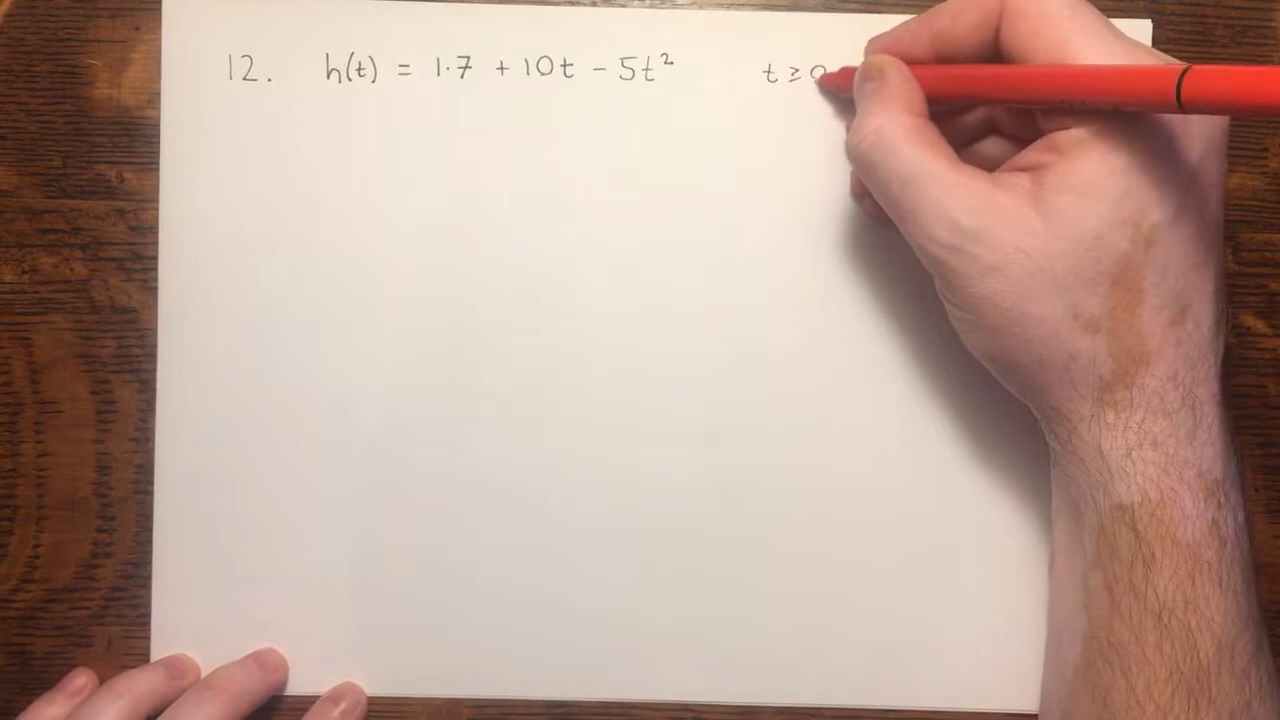 12. h(t) = 1.7 + 10t - 5t² t ≥ 0